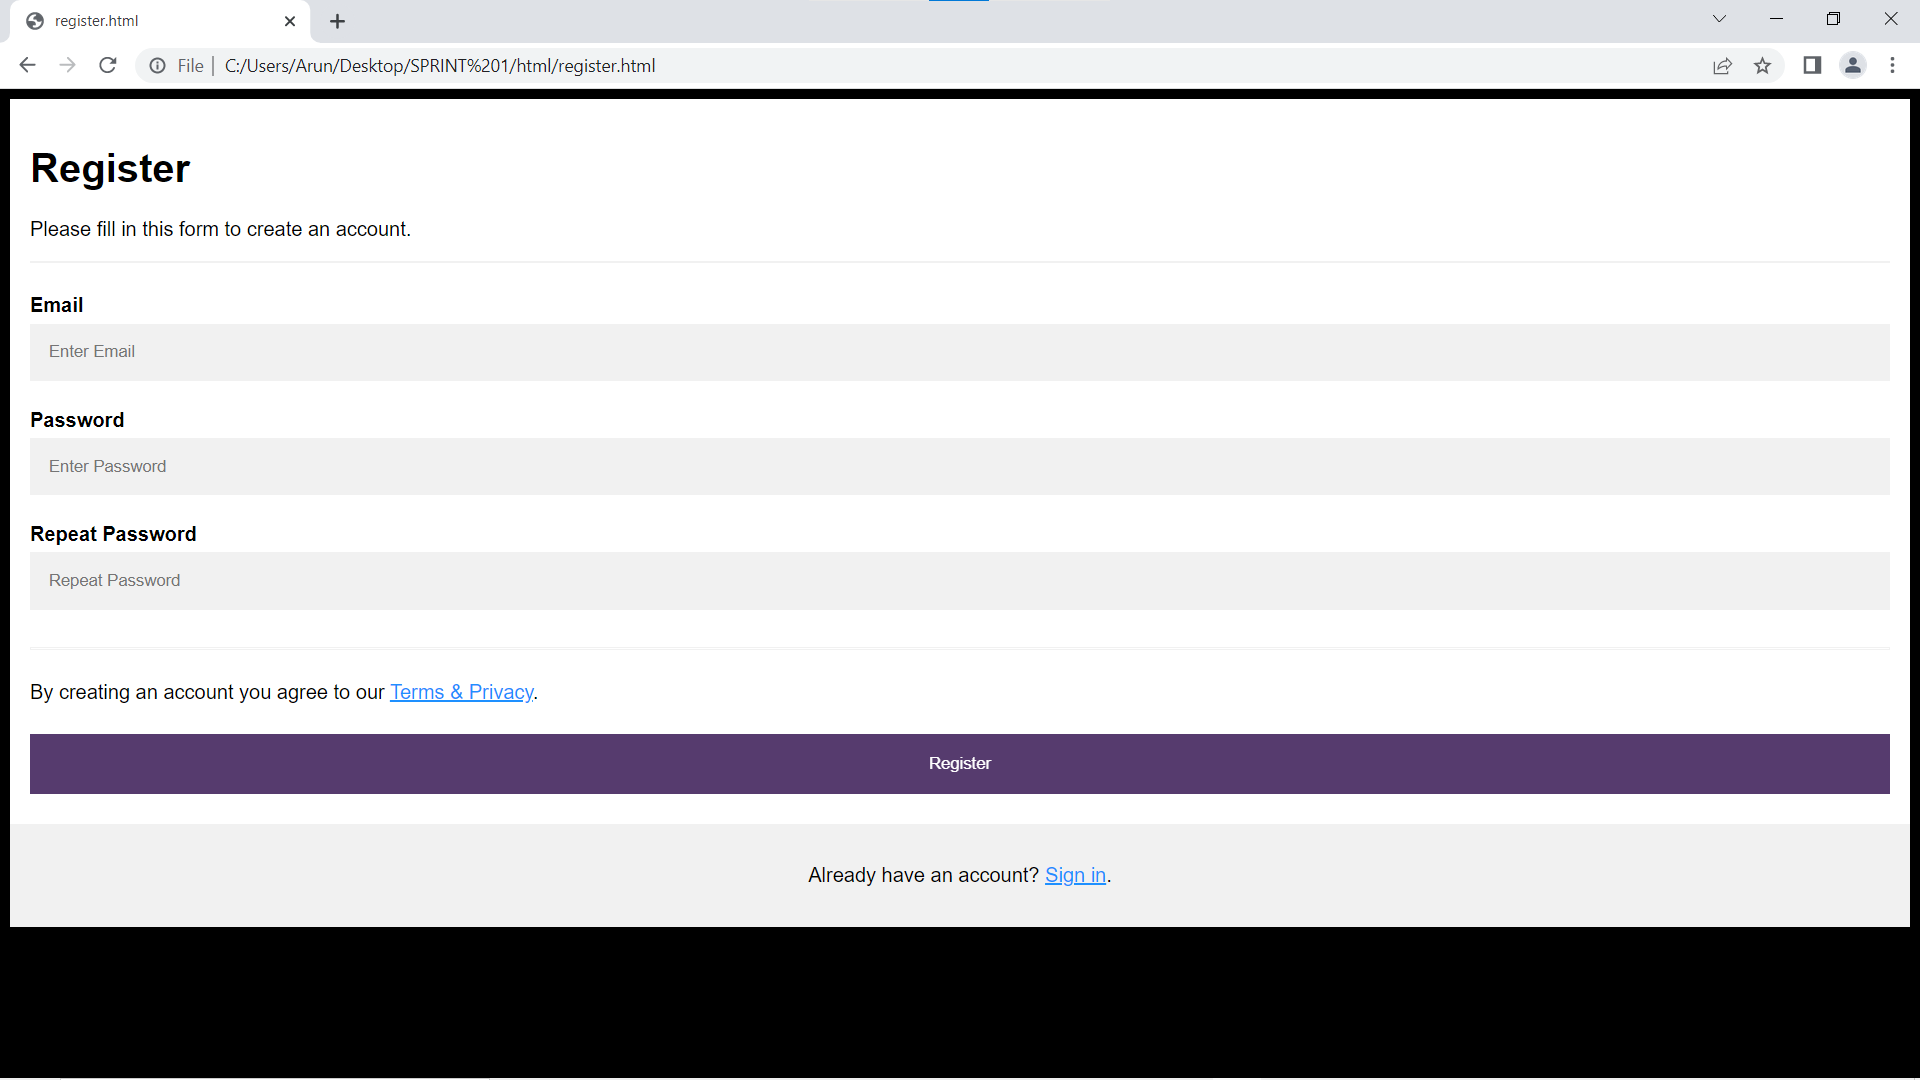 register.html
File | C:/Users/Arun/Desktop/SPRINT%201/html/register.html
Register
Please fill in this form to create an account.
Email
Enter Email
Password
Enter Password
Repeat Password
Repeat Password
By creating an account you agree to our Terms & Privacy.
Register
Already have an account? Sign in.